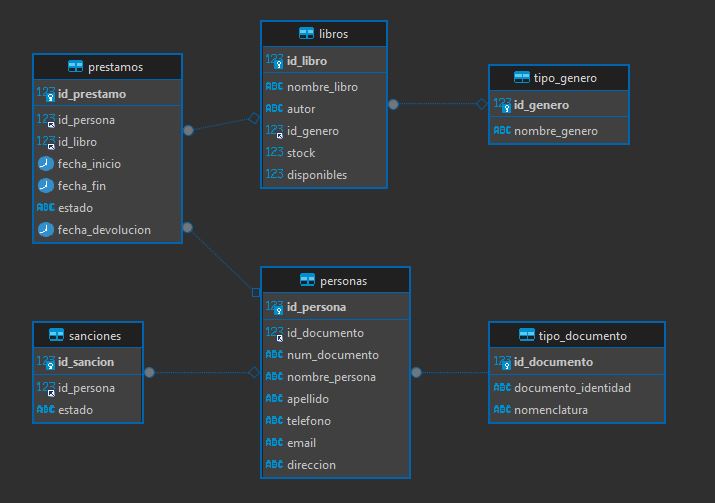 prestamos
123 id_prestamo
123 id_persona
123 id_libro
fecha_inicio
fecha_fin
ABC estado
fecha_devolucion
libros
123 id_libro
ABC nombre_libro
ABC autor
123 id_genero
123 stock
123 disponibles
tipo_genero
123 id_genero
ABC nombre_genero
sanciones
123 id_sancion
123 id_persona
ABC estado
personas
123 id_persona
123 id_documento
ABC num_documento
ABC nombre_persona
ABC apellido
ABC telefono
ABC email
ABC direccion
tipo_documento
123 id_documento
ABC documento_identidad
ABC nomenclatura